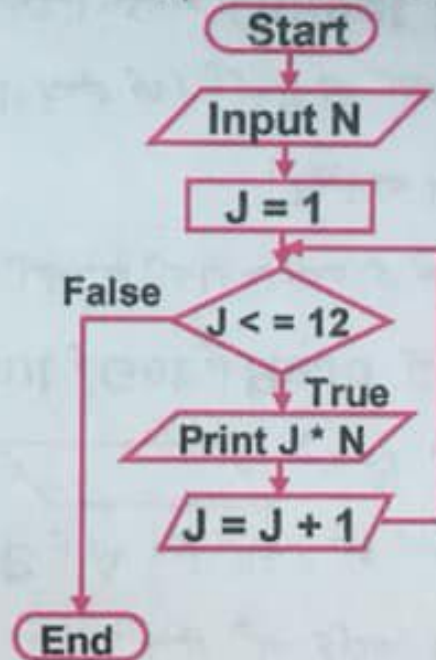 Start
Input N
J = 1
False
J < = 12
True
Print J * N
J = J + 1
End